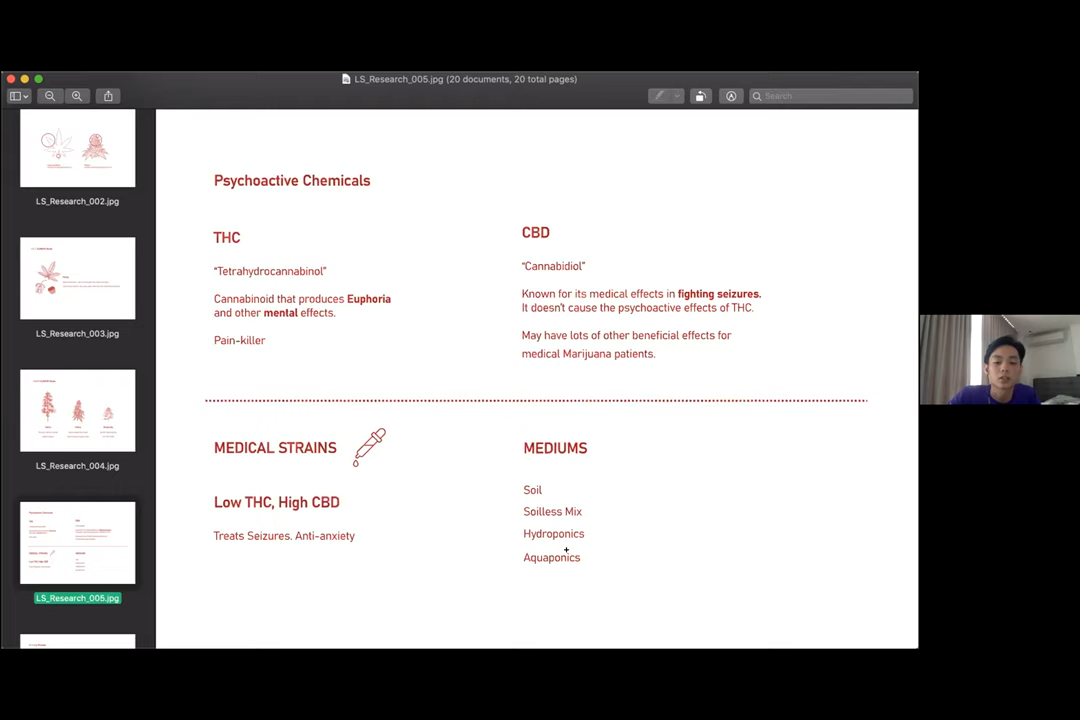 LS_Research_005.jpg (20 documents, 20 total pages)
Search
LS_Research_002.jpg
LS_Research_003.jpg
LS_Research_004.jpg
LS_Research_005.jpg
Psychoactive Chemicals
THC
“Tetrahydrocannabinol”
Cannabinoid that produces Euphoria
and other mental effects.
Pain-killer
CBD
“Cannabidiol”
Known for its medical effects in fighting seizures.
It doesn't cause the psychoactive effects of THC.
May have lots of other beneficial effects for
medical Marijuana patients.
MEDICAL STRAINS
Low THC, High CBD
Treats Seizures. Anti-anxiety
MEDIUMS
Soil
Soilless Mix
Hydroponics
Aquaponics